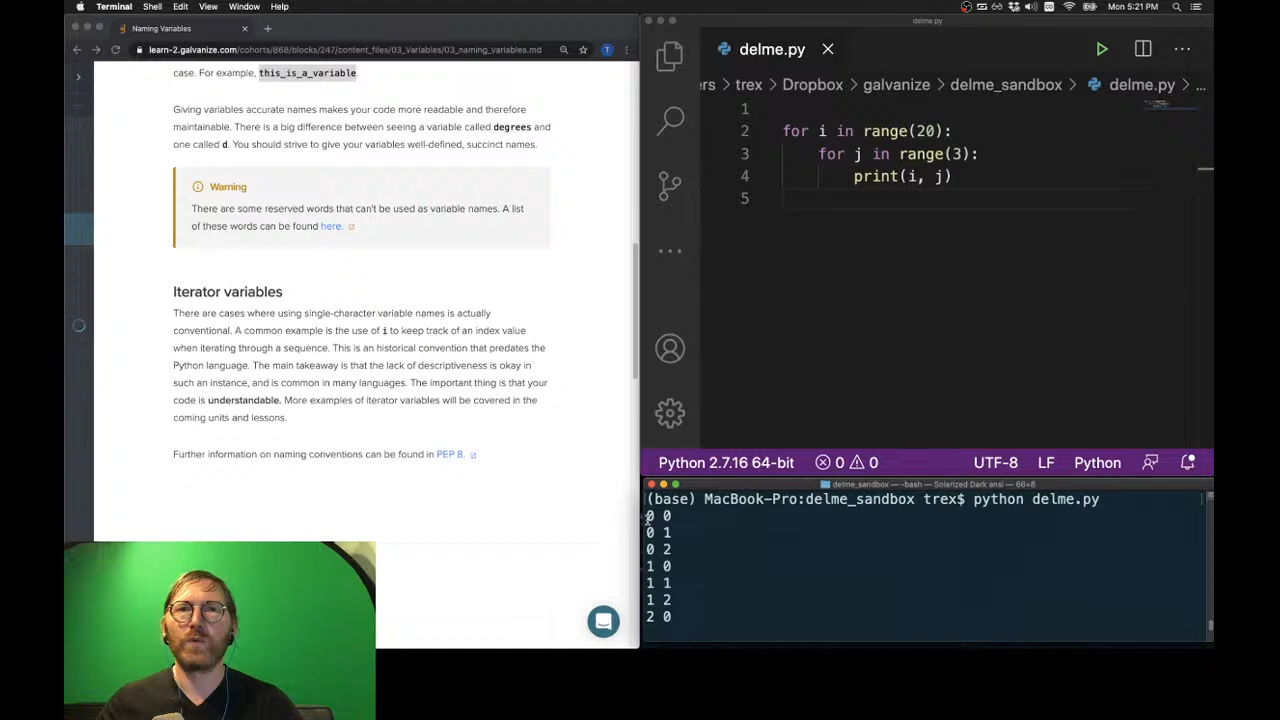 Terminal Shell Edit View Window Help
Mon 5:21 PM
Naming Variables
learn-2.galvanize.com/cohorts/868/blocks/247/content_files/03_Variables/03_naming_variables.md
T
case. For example, this_is_a_variable.
Giving variables accurate names makes your code more readable and therefore
maintainable. There is a big difference between seeing a variable called degrees and
one called d. You should strive to give your variables well-defined, succinct names.
Warning
There are some reserved words that can't be used as variable names. A list
of these words can be found here.
Iterator variables
There are cases where using single-character variable names is actually
conventional. A common example is the use of i to keep track of an index value
when iterating through a sequence. This is an historical convention that predates the
Python language. The main takeaway is that the lack of descriptiveness is okay in
such an instance, and is common in many languages. The important thing is that your
code is understandable. More examples of iterator variables will be covered in the
coming units and lessons.
Further information on naming conventions can be found in PEP 8.
delme.py
delme.py
ers > trex > Dropbox > galvanize > delme_sandbox > delme.py > ...
1
2 for i in range(20):
3 for j in range(3):
4 print(i, j)
5
Python 2.7.16 64-bit 0 0 UTF-8 LF Python
delme_sandbox — -bash — Solarized Dark ansi — 66×8
(base) MacBook-Pro:delme_sandbox trex$ python delme.py
0 0
0 1
0 2
1 0
1 1
1 2
2 0